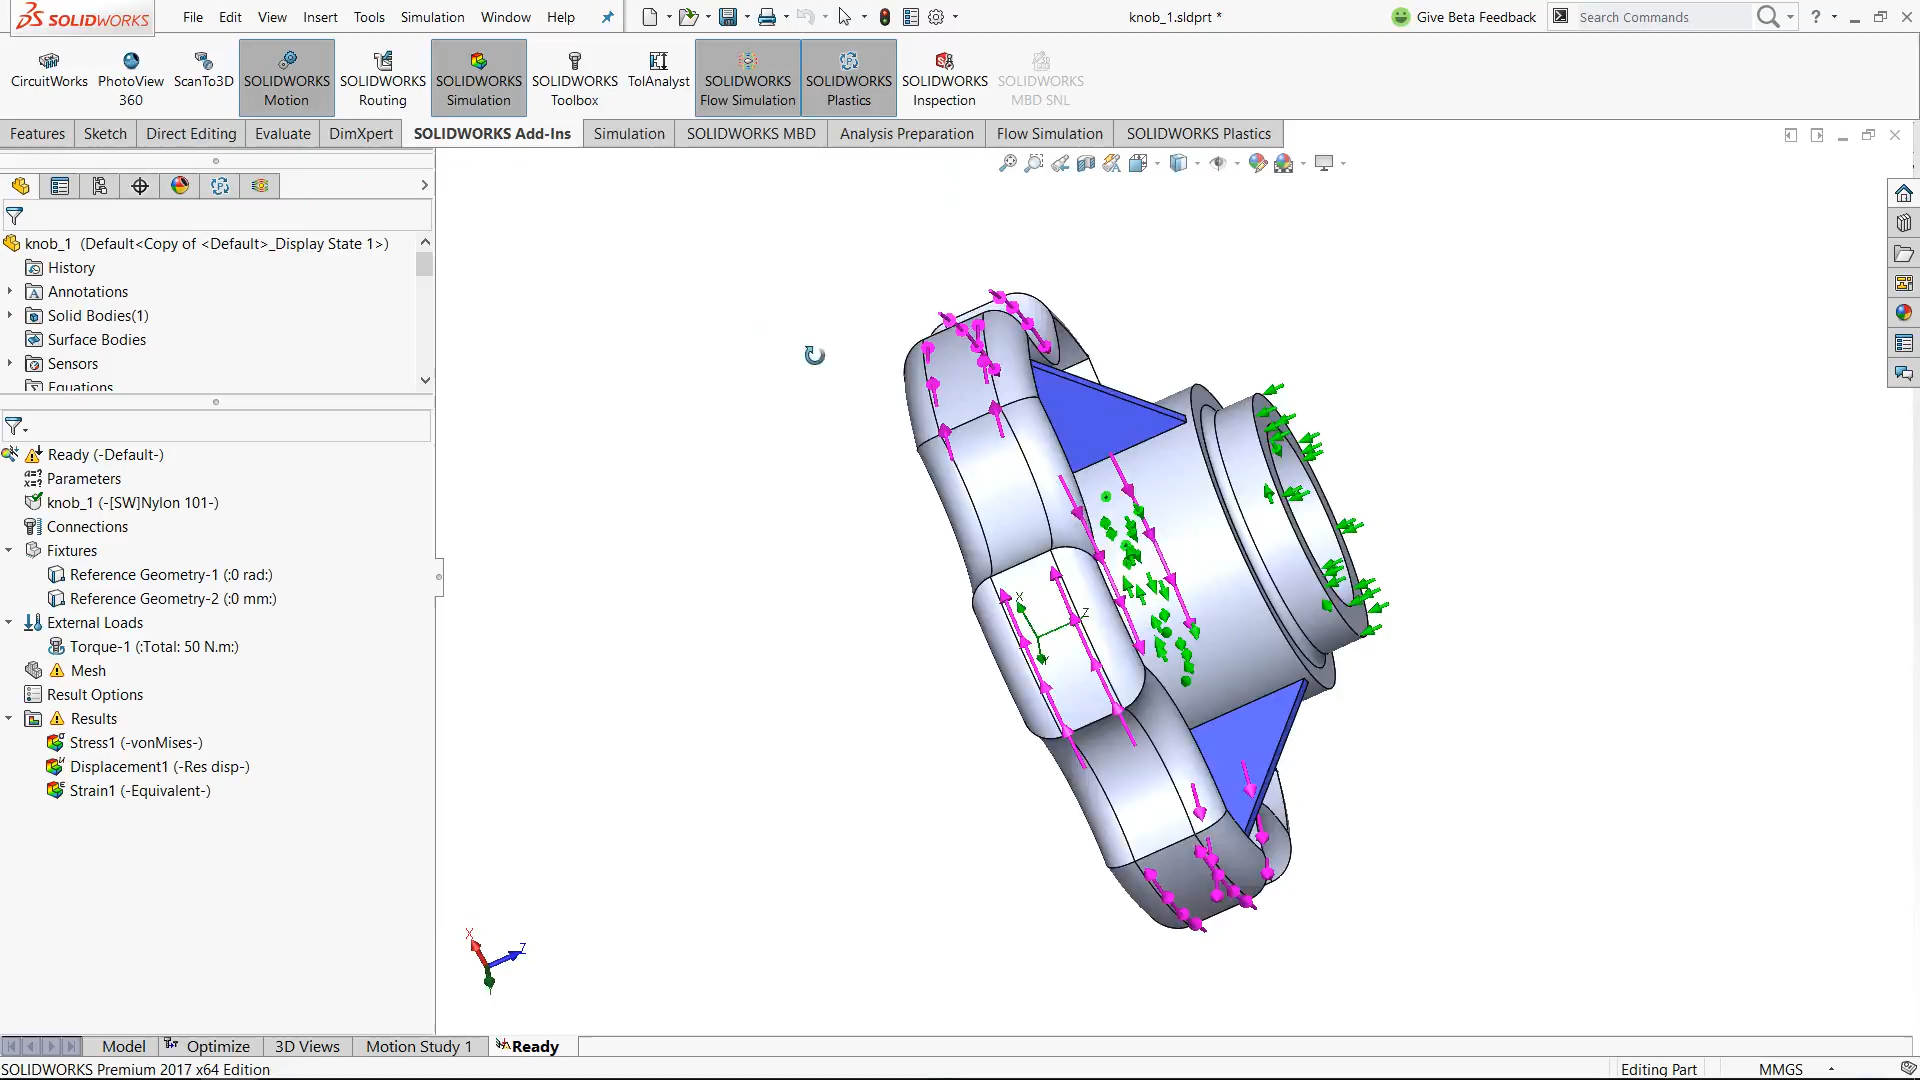 SOLIDWORKS
File Edit View Insert Tools Simulation Window Help
knob_1.sldprt *
Give Beta Feedback
Search Commands
?
CircuitWorks
PhotoView 360
ScanTo3D
SOLIDWORKS Motion
SOLIDWORKS Routing
SOLIDWORKS Simulation
SOLIDWORKS Toolbox
TolAnalyst
SOLIDWORKS Flow Simulation
SOLIDWORKS Plastics
SOLIDWORKS Inspection
SOLIDWORKS MBD SNL
Features Sketch Direct Editing Evaluate DimXpert SOLIDWORKS Add-Ins Simulation SOLIDWORKS MBD Analysis Preparation Flow Simulation SOLIDWORKS Plastics
knob_1 (Default<Copy of <Default>_Display State 1>)
History
Annotations
Solid Bodies(1)
Surface Bodies
Sensors
Equations
Ready (-Default-)
Parameters
knob_1 (-[SW]Nylon 101-)
Connections
Fixtures
Reference Geometry-1 (:0 rad:)
Reference Geometry-2 (:0 mm:)
External Loads
Torque-1 (:Total: 50 N.m:)
Mesh
Result Options
Results
Stress1 (-vonMises-)
Displacement1 (-Res disp-)
Strain1 (-Equivalent-)
X
Z
Y
X
Z
Y
Model Optimize 3D Views Motion Study 1 Ready
SOLIDWORKS Premium 2017 x64 Edition
Editing Part
MMGS